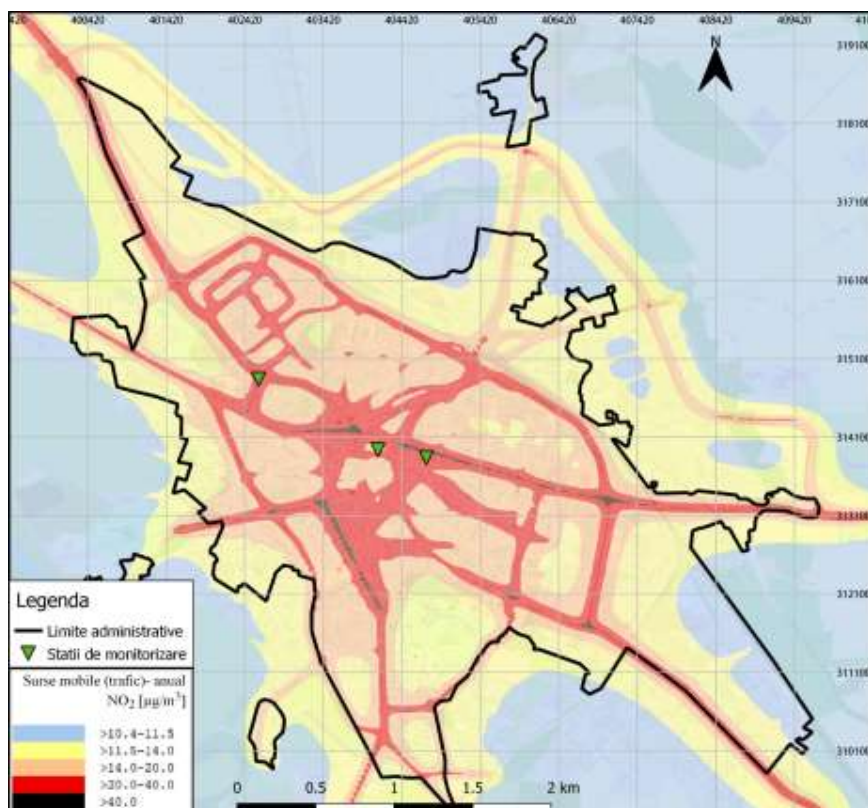 420 400420 401420 402420 403420 404420 405420 406420 407420 408420 409420 410
N
319100
318100
317100
316100
315100
314100
313100
312100
311100
310100
Legenda
Limite administrative
Statii de monitorizare
Surse mobile (trafic)- anual
NO₂ [µg/m³]
>10.4-11.5
>11.5-14.0
>14.0-20.0
>20.0-40.0
>40.0
0 0.5 1 1.5 2 km